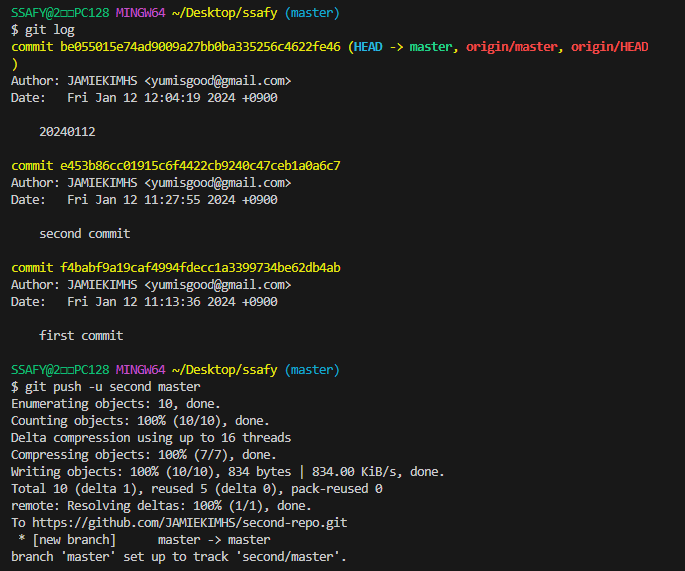 SSAFY@2□□PC128 MINGW64 ~/Desktop/ssafy (master)
$ git log
commit be055015e74ad9009a27bb0ba335256c4622fe46 (HEAD -> master, origin/master, origin/HEAD
)
Author: JAMIEKIMHS <yumisgood@gmail.com>
Date:   Fri Jan 12 12:04:19 2024 +0900

    20240112

commit e453b86cc01915c6f4422cb9240c47ceb1a0a6c7
Author: JAMIEKIMHS <yumisgood@gmail.com>
Date:   Fri Jan 12 11:27:55 2024 +0900

    second commit

commit f4babf9a19caf4994fdecc1a3399734be62db4ab
Author: JAMIEKIMHS <yumisgood@gmail.com>
Date:   Fri Jan 12 11:13:36 2024 +0900

    first commit

SSAFY@2□□PC128 MINGW64 ~/Desktop/ssafy (master)
$ git push -u second master
Enumerating objects: 10, done.
Counting objects: 100% (10/10), done.
Delta compression using up to 16 threads
Compressing objects: 100% (7/7), done.
Writing objects: 100% (10/10), 834 bytes | 834.00 KiB/s, done.
Total 10 (delta 1), reused 5 (delta 0), pack-reused 0
remote: Resolving deltas: 100% (1/1), done.
To https://github.com/JAMIEKIMHS/second-repo.git
 * [new branch]      master -> master
branch 'master' set up to track 'second/master'.